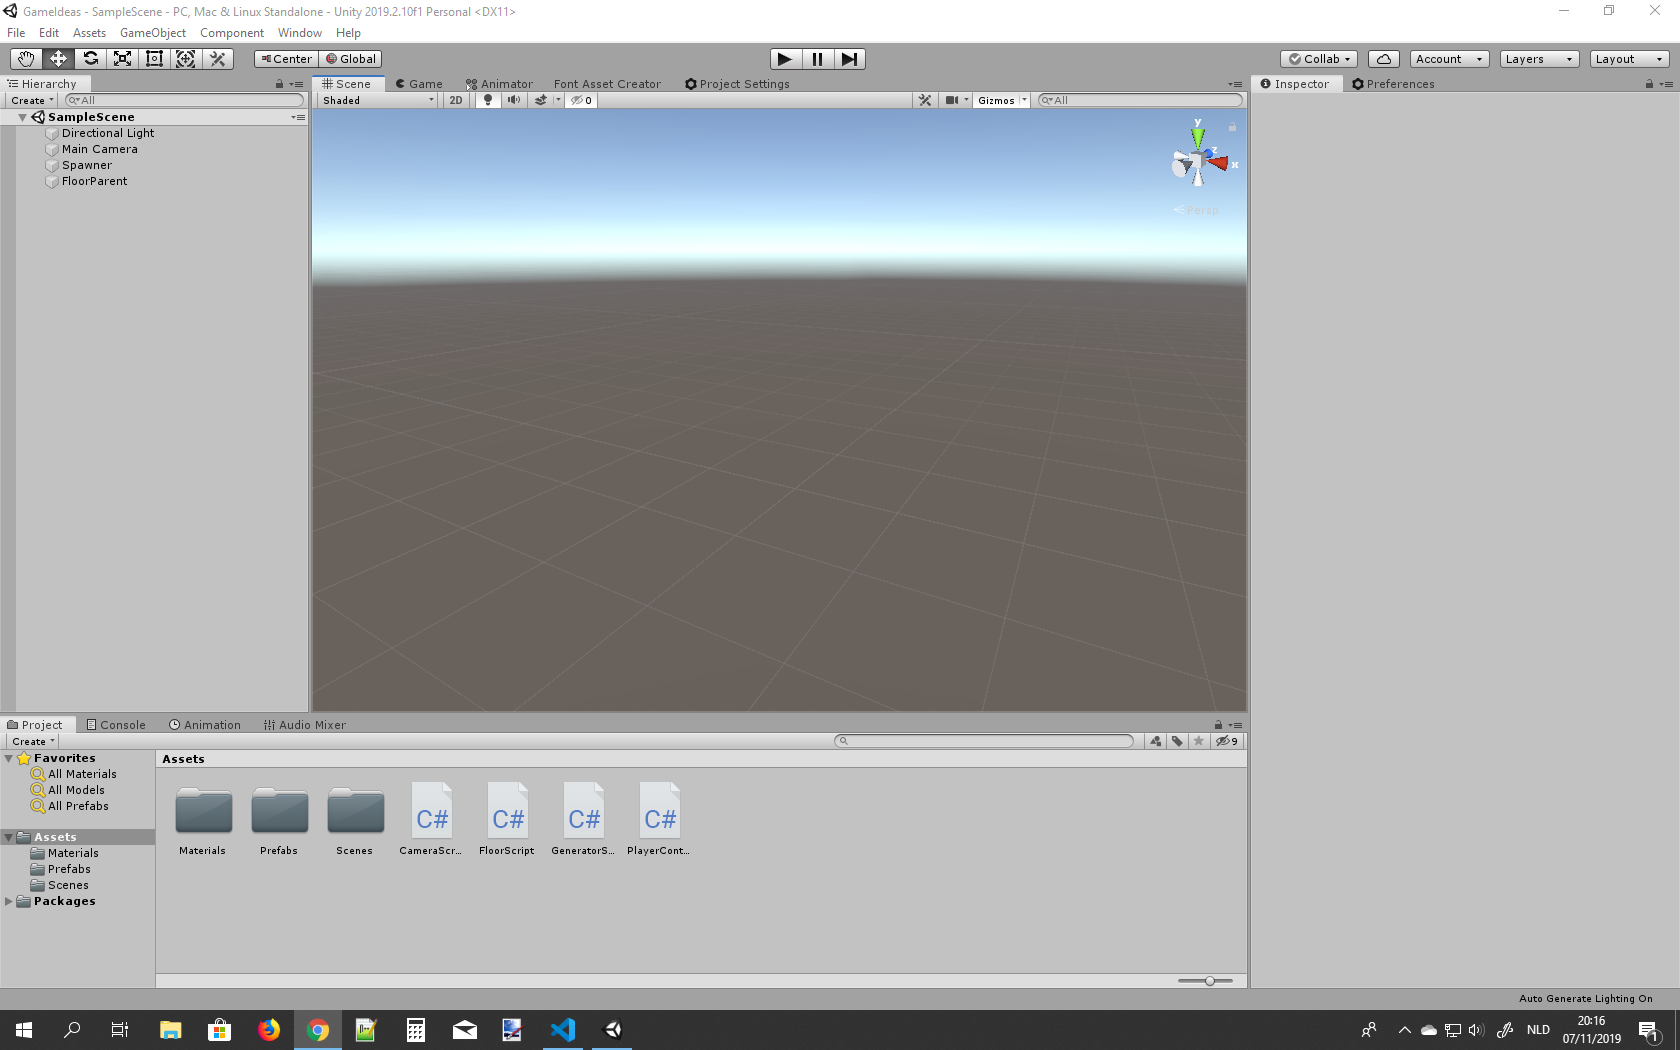 GameIdeas - SampleScene - PC, Mac & Linux Standalone - Unity 2019.2.10f1 Personal <DX11>
File Edit Assets GameObject Component Window Help
Center Global Collab Account Layers Layout
Hierarchy Scene Game Animator Font Asset Creator Project Settings Inspector Preferences
Create All Shaded 2D 0 Gizmos All
SampleScene
Directional Light
Main Camera
Spawner
FloorParent
y
z
x
Persp
Project Console Animation Audio Mixer
Create 9
Favorites
All Materials
All Models
All Prefabs
Assets
Materials
Prefabs
Scenes
Packages
Assets
C# C# C# C#
Materials Prefabs Scenes CameraScr... FloorScript GeneratorS... PlayerCont...
Auto Generate Lighting On
NLD
20:16
07/11/2019
1